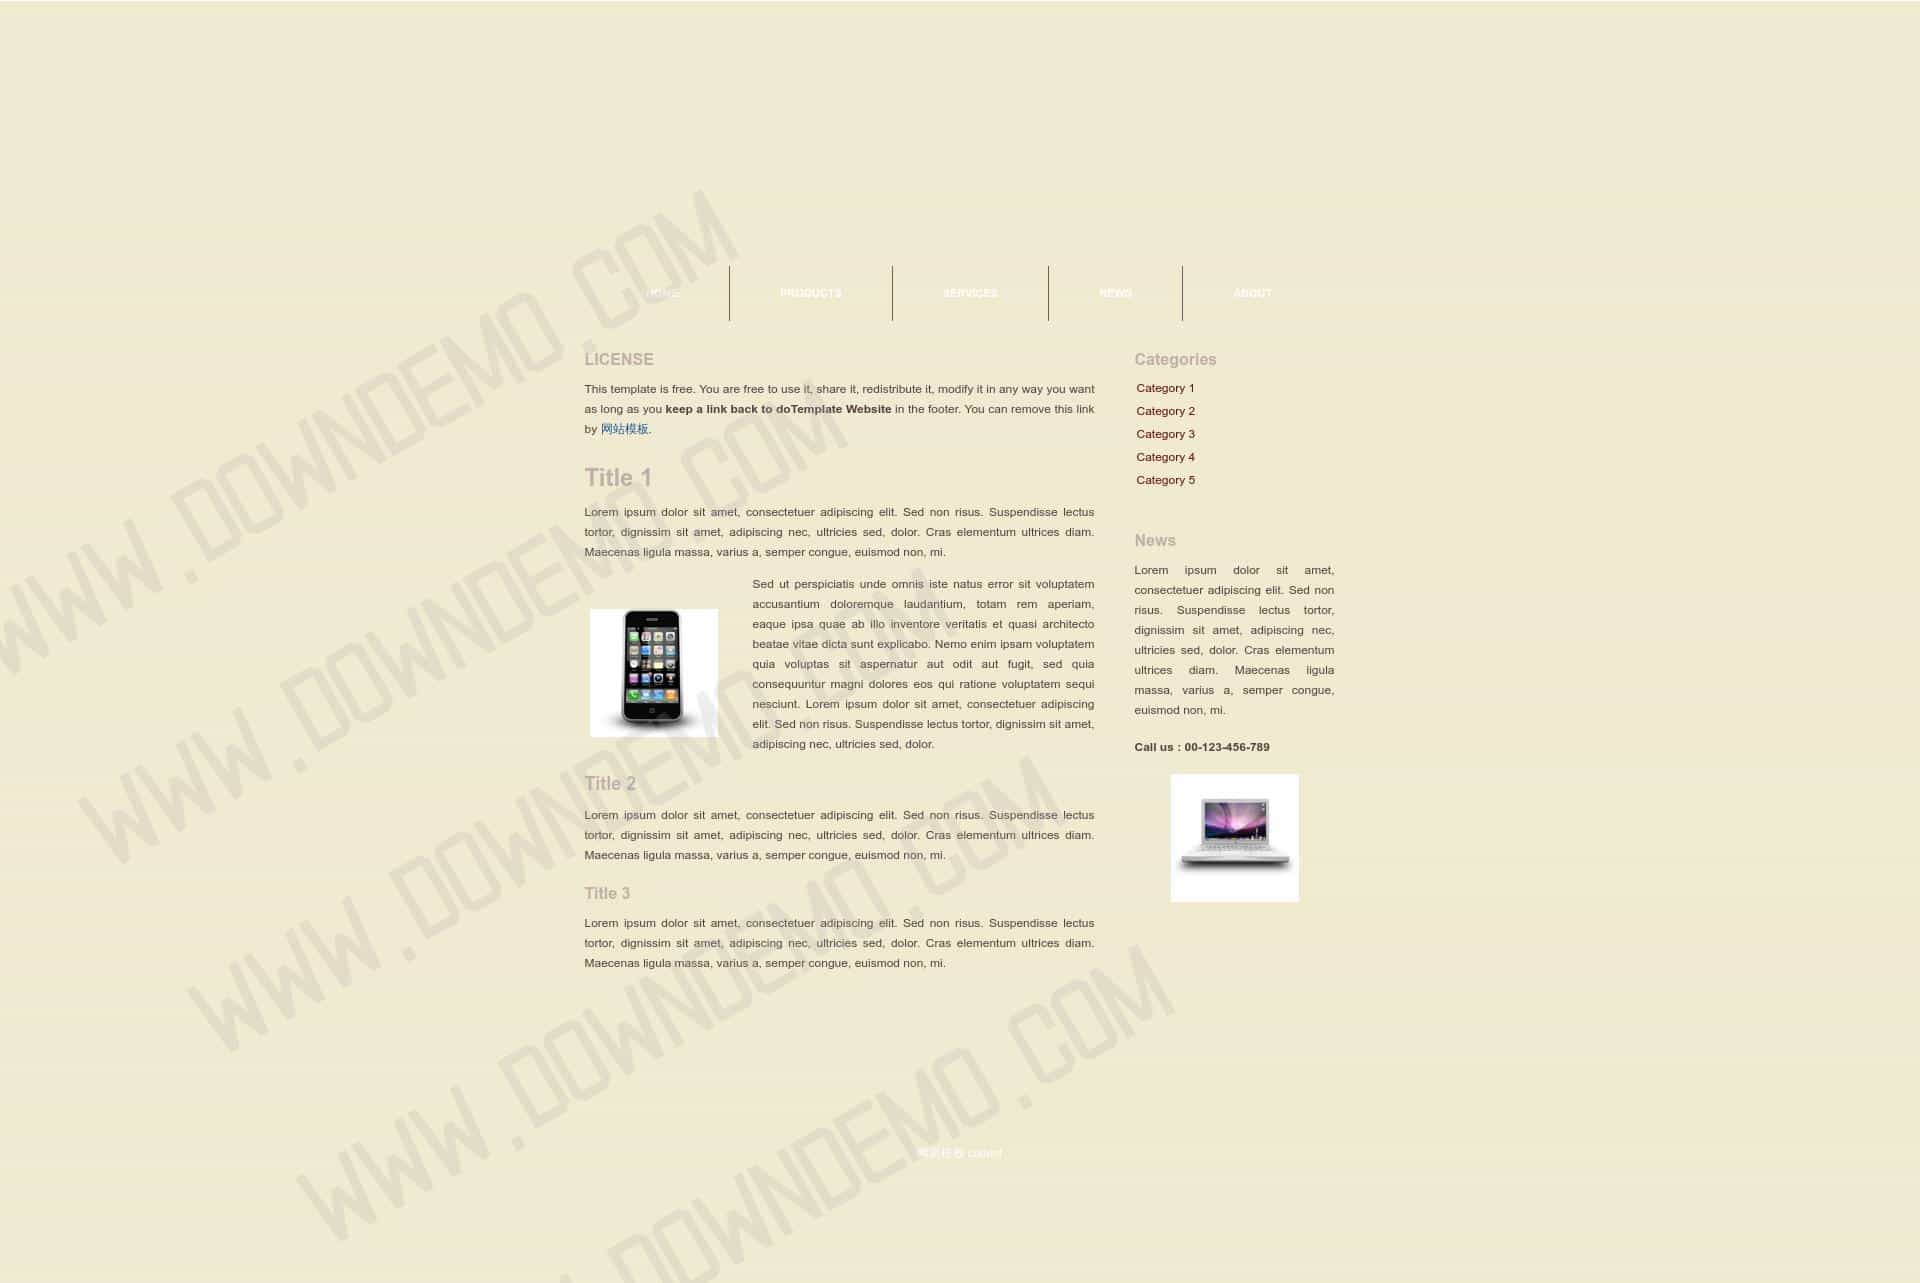 HOME PRODUCTS SERVICES NEWS ABOUT
LICENSE
This template is free. You are free to use it, share it, redistribute it, modify it in any way you want
as long as you keep a link back to doTemplate Website in the footer. You can remove this link
by 网站模板.
Title 1
Lorem ipsum dolor sit amet, consectetuer adipiscing elit. Sed non risus. Suspendisse lectus
tortor, dignissim sit amet, adipiscing nec, ultricies sed, dolor. Cras elementum ultrices diam.
Maecenas ligula massa, varius a, semper congue, euismod non, mi.
Sed ut perspiciatis unde omnis iste natus error sit voluptatem
accusantium doloremque laudantium, totam rem aperiam,
eaque ipsa quae ab illo inventore veritatis et quasi architecto
beatae vitae dicta sunt explicabo. Nemo enim ipsam voluptatem
quia voluptas sit aspernatur aut odit aut fugit, sed quia
consequuntur magni dolores eos qui ratione voluptatem sequi
nesciunt. Lorem ipsum dolor sit amet, consectetuer adipiscing
elit. Sed non risus. Suspendisse lectus tortor, dignissim sit amet,
adipiscing nec, ultricies sed, dolor.
Title 2
Lorem ipsum dolor sit amet, consectetuer adipiscing elit. Sed non risus. Suspendisse lectus
tortor, dignissim sit amet, adipiscing nec, ultricies sed, dolor. Cras elementum ultrices diam.
Maecenas ligula massa, varius a, semper congue, euismod non, mi.
Title 3
Lorem ipsum dolor sit amet, consectetuer adipiscing elit. Sed non risus. Suspendisse lectus
tortor, dignissim sit amet, adipiscing nec, ultricies sed, dolor. Cras elementum ultrices diam.
Maecenas ligula massa, varius a, semper congue, euismod non, mi.
Categories
Category 1
Category 2
Category 3
Category 4
Category 5
News
Lorem ipsum dolor sit amet,
consectetuer adipiscing elit. Sed non
risus. Suspendisse lectus tortor,
dignissim sit amet, adipiscing nec,
ultricies sed, dolor. Cras elementum
ultrices diam. Maecenas ligula
massa, varius a, semper congue,
euismod non, mi.
Call us : 00-123-456-789
WWW.DOWNDEMO.COM
WWW.DOWNDEMO.COM
WWW.DOWNDEMO.COM
WWW.DOWNDEMO.COM
DOWNDEMO.COM